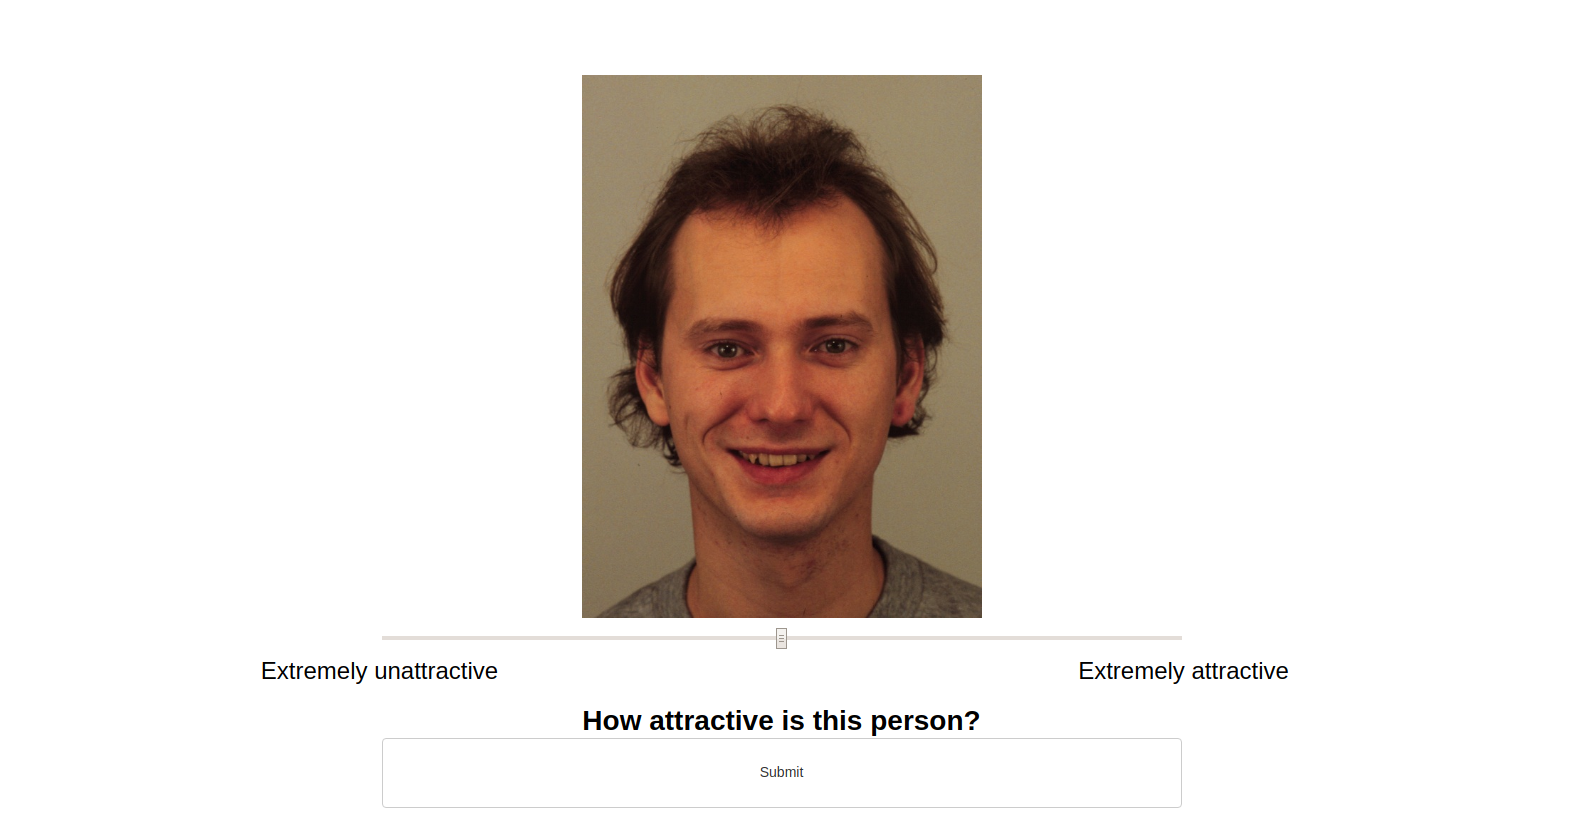 Extremely unattractive
Extremely attractive
How attractive is this person?
Submit